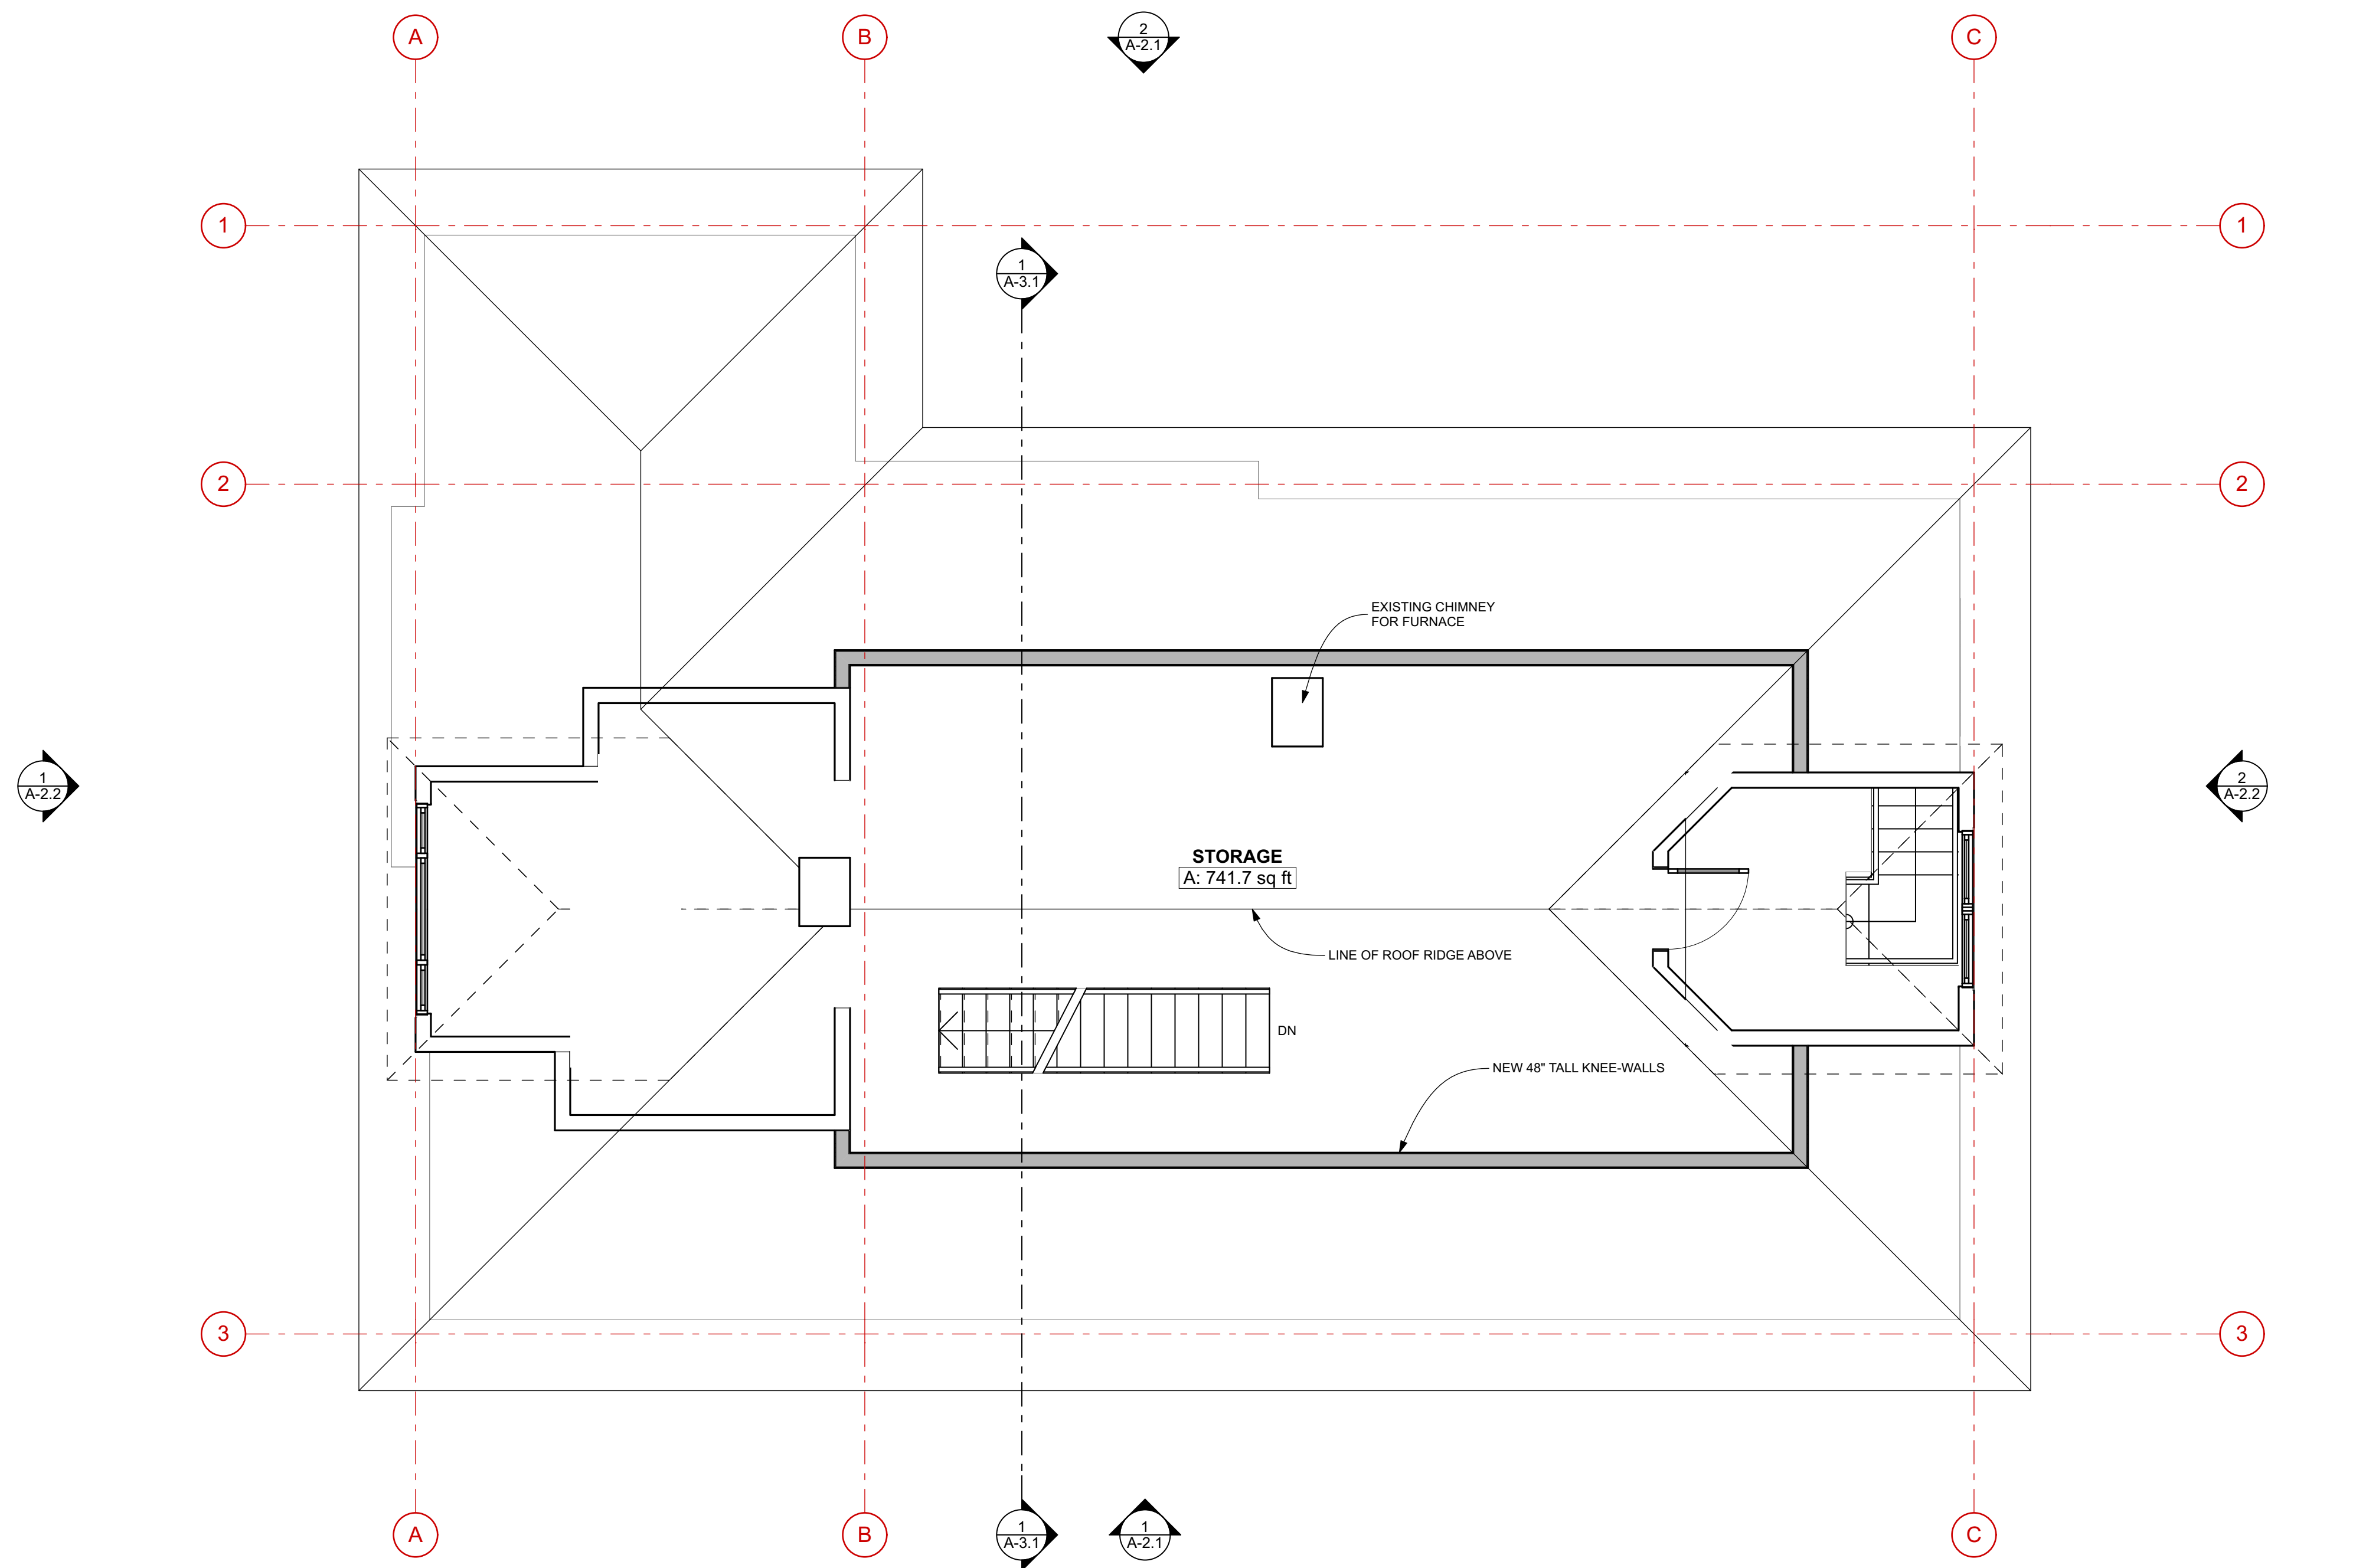 A
B
2
A-2.1
C
1
1
1
A-3.1
2
2
EXISTING CHIMNEY
FOR FURNACE
1
A-2.2
2
A-2.2
STORAGE
A: 741.7 sq ft
LINE OF ROOF RIDGE ABOVE
DN
NEW 48" TALL KNEE-WALLS
3
3
A
B
1
A-3.1
1
A-2.1
C